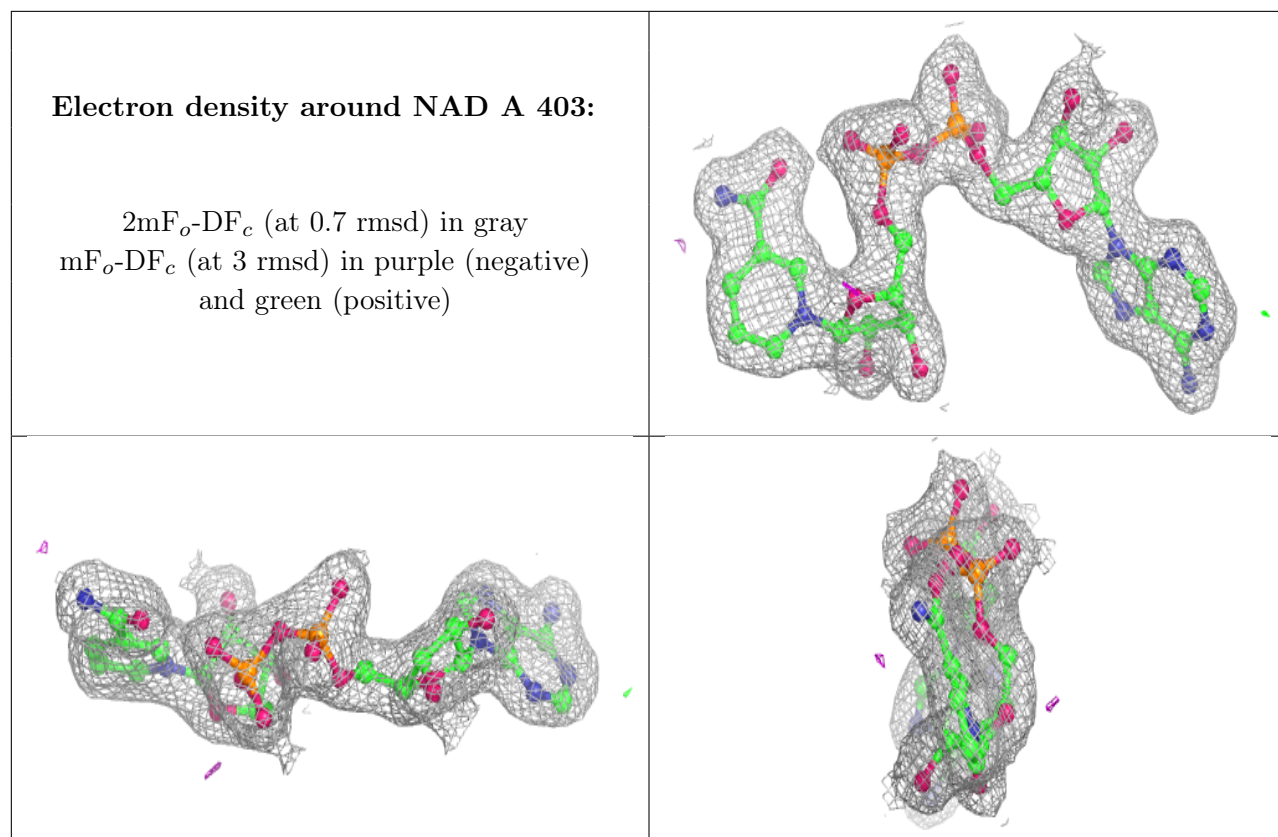 Electron density around NAD A 403:
2mFₒ-DF𝒸 (at 0.7 rmsd) in gray
mFₒ-DF𝒸 (at 3 rmsd) in purple (negative)
and green (positive)